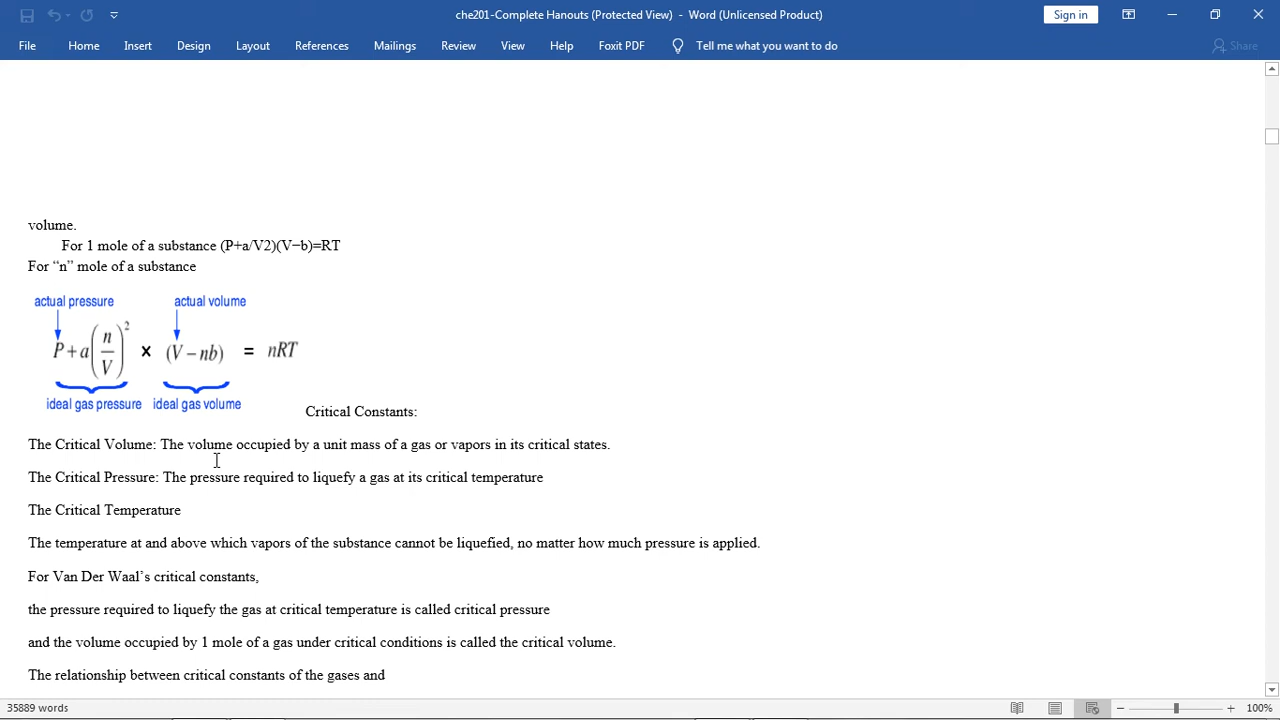 che201-Complete Hanouts (Protected View) - Word (Unlicensed Product)
Sign in
File Home Insert Design Layout References Mailings Review View Help Foxit PDF Tell me what you want to do Share
volume.
For 1 mole of a substance (P+a/V2)(V−b)=RT
For “n” mole of a substance
actual pressure actual volume
P + a(n/V)² x (V − nb) = nRT
ideal gas pressure ideal gas volume
Critical Constants:
The Critical Volume: The volume occupied by a unit mass of a gas or vapors in its critical states.
The Critical Pressure: The pressure required to liquefy a gas at its critical temperature
The Critical Temperature
The temperature at and above which vapors of the substance cannot be liquefied, no matter how much pressure is applied.
For Van Der Waal’s critical constants,
the pressure required to liquefy the gas at critical temperature is called critical pressure
and the volume occupied by 1 mole of a gas under critical conditions is called the critical volume.
The relationship between critical constants of the gases and
35889 words 100%